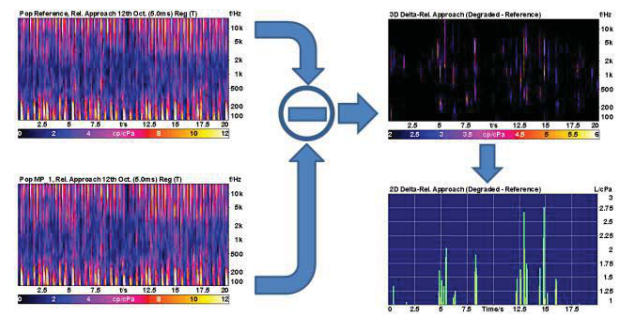 Pop Reference, Rel. Approach 12th Oct. (5.0ms) Reg (T) f/Hz
10k
5k
2k
1k
500
200
100
2.5 5 7.5 t/s 12.5 15 17.5 20
0 2 4 cp/cPa 8 10 12
Pop MP_1, Rel. Approach 12th Oct. (5.0ms) Reg (T) f/Hz
10k
5k
2k
1k
500
200
100
2.5 5 7.5 t/s 12.5 15 17.5 20
0 2 4 cp/cPa 8 10 12
3D Delta-Rel. Approach (Degraded - Reference) f/Hz
10k
5k
2k
1k
500
200
100
2.5 5 7.5 t/s 12.5 15 17.5 20
2 2.5 3 3.5 cp/cPa 4.5 5 5.5 6
2D Delta-Rel. Approach (Degraded - Reference) L/cPa
3
2.75
2.5
2.25
2
1.75
1.5
1.25
1
0 2.5 5 7.5 Time/s 12.5 15 17.5 20